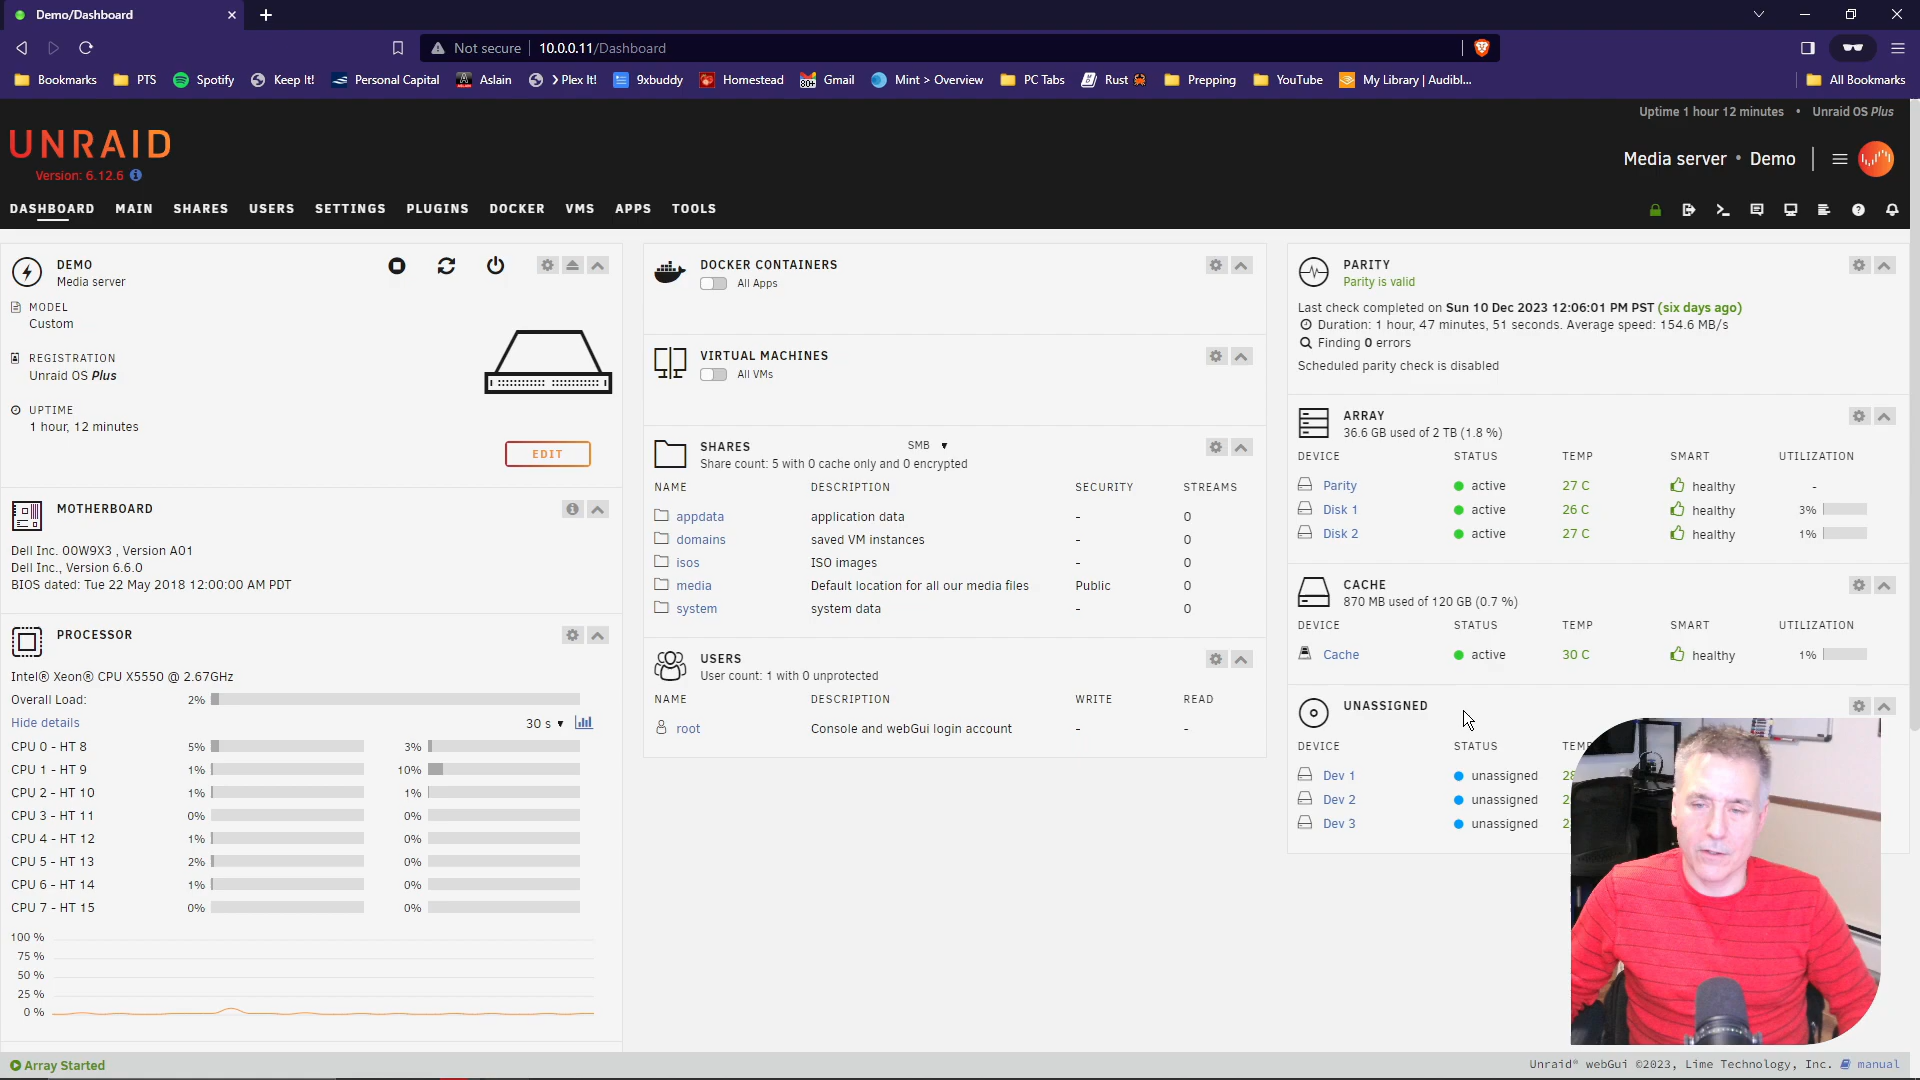 Demo/Dashboard
Not secure
10.0.0.11/Dashboard
Bookmarks
PTS
Spotify
Keep It!
Personal Capital
Aslain
> Plex It!
9xbuddy
Homestead
Gmail
Mint > Overview
PC Tabs
Rust
Prepping
YouTube
My Library | Audibl...
All Bookmarks
Uptime 1 hour 12 minutes • Unraid OS Plus
UNRAID
Version: 6.12.6
Media server • Demo
DASHBOARD MAIN SHARES USERS SETTINGS PLUGINS DOCKER VMS APPS TOOLS
DEMO
Media server
MODEL
Custom
REGISTRATION
Unraid OS Plus
UPTIME
1 hour, 12 minutes
EDIT
MOTHERBOARD
Dell Inc. 00W9X3 , Version A01
Dell Inc., Version 6.6.0
BIOS dated: Tue 22 May 2018 12:00:00 AM PDT
PROCESSOR
Intel® Xeon® CPU X5550 @ 2.67GHz
Overall Load: 2%
Hide details 30 s
CPU 0 - HT 8 5% 3%
CPU 1 - HT 9 1% 10%
CPU 2 - HT 10 1% 1%
CPU 3 - HT 11 0% 0%
CPU 4 - HT 12 1% 0%
CPU 5 - HT 13 2% 0%
CPU 6 - HT 14 1% 0%
CPU 7 - HT 15 0% 0%
100 %
75 %
50 %
25 %
0 %
DOCKER CONTAINERS
All Apps
VIRTUAL MACHINES
All VMs
SHARES SMB
Share count: 5 with 0 cache only and 0 encrypted
NAME DESCRIPTION SECURITY STREAMS
appdata application data - 0
domains saved VM instances - 0
isos ISO images - 0
media Default location for all our media files Public 0
system system data - 0
USERS
User count: 1 with 0 unprotected
NAME DESCRIPTION WRITE READ
root Console and webGui login account - -
PARITY
Parity is valid
Last check completed on Sun 10 Dec 2023 12:06:01 PM PST (six days ago)
Duration: 1 hour, 47 minutes, 51 seconds. Average speed: 154.6 MB/s
Finding 0 errors
Scheduled parity check is disabled
ARRAY
36.6 GB used of 2 TB (1.8 %)
DEVICE STATUS TEMP SMART UTILIZATION
Parity active 27 C healthy -
Disk 1 active 26 C healthy 3%
Disk 2 active 27 C healthy 1%
CACHE
870 MB used of 120 GB (0.7 %)
DEVICE STATUS TEMP SMART UTILIZATION
Cache active 30 C healthy 1%
UNASSIGNED
DEVICE STATUS
Dev 1 unassigned
Dev 2 unassigned
Dev 3 unassigned
Array Started
Unraid® webGui ©2023, Lime Technology, Inc. manual